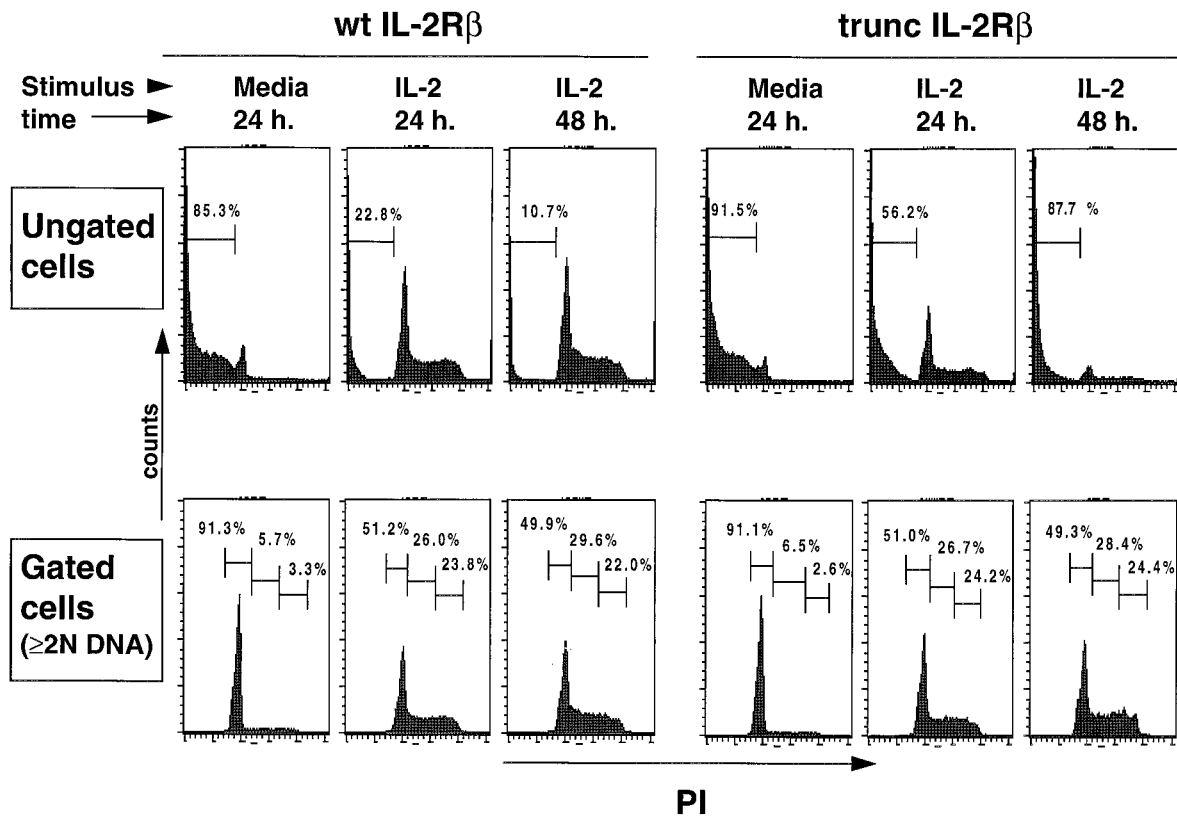 wt IL-2Rβ trunc IL-2Rβ
Stimulus Media IL-2 IL-2 Media IL-2 IL-2
time 24 h. 24 h. 48 h. 24 h. 24 h. 48 h.
Ungated
cells
85.3% 22.8% 10.7% 91.5% 56.2% 87.7 %
counts
Gated
cells
(≥2N DNA)
91.3% 5.7% 3.3%
51.2% 26.0% 23.8%
49.9% 29.6% 22.0%
91.1% 6.5% 2.6%
51.0% 26.7% 24.2%
49.3% 28.4% 24.4%
PI